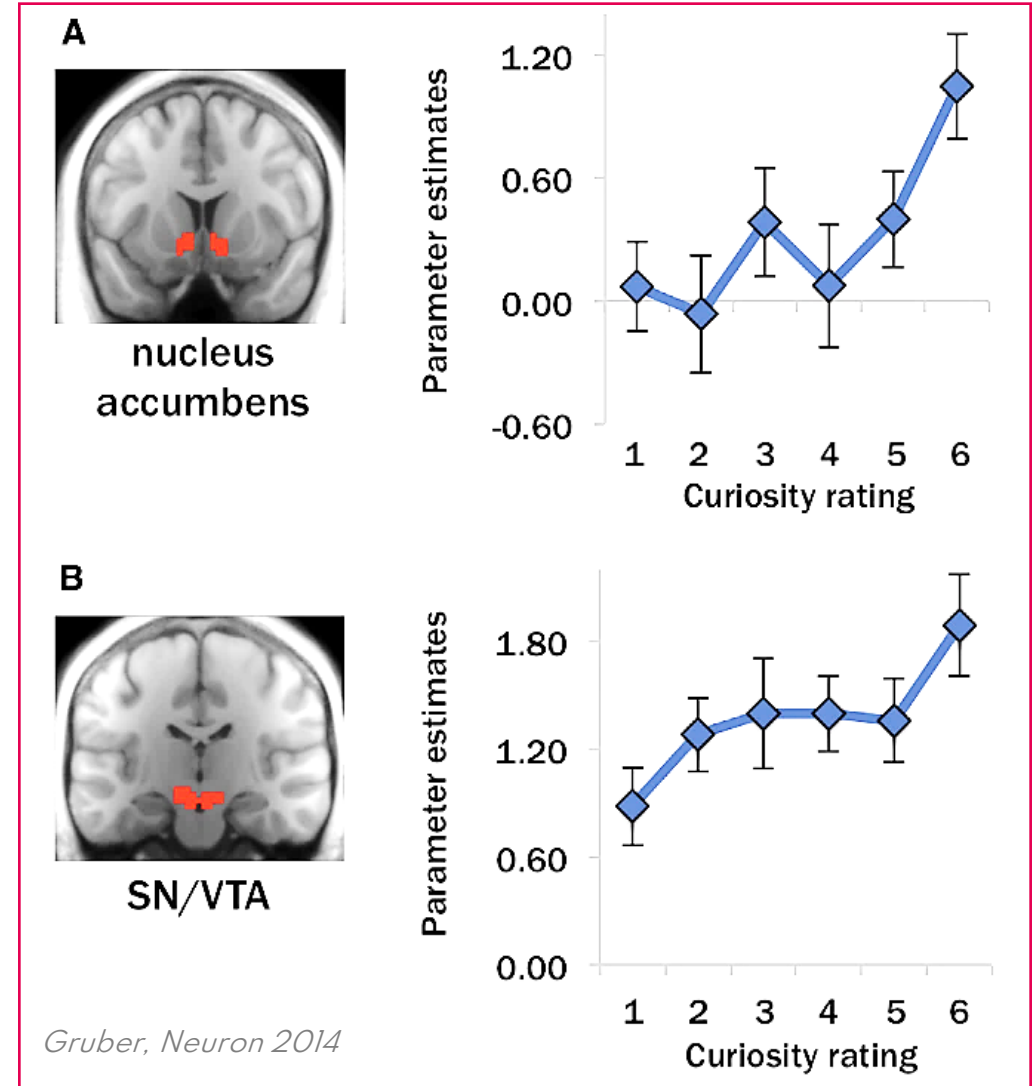 A
Parameter estimates
1.20
0.60
0.00
-0.60
1 2 3 4 5 6
Curiosity rating
nucleus
accumbens
B
Parameter estimates
1.80
1.20
0.60
0.00
1 2 3 4 5 6
Curiosity rating
SN/VTA
Gruber, Neuron 2014